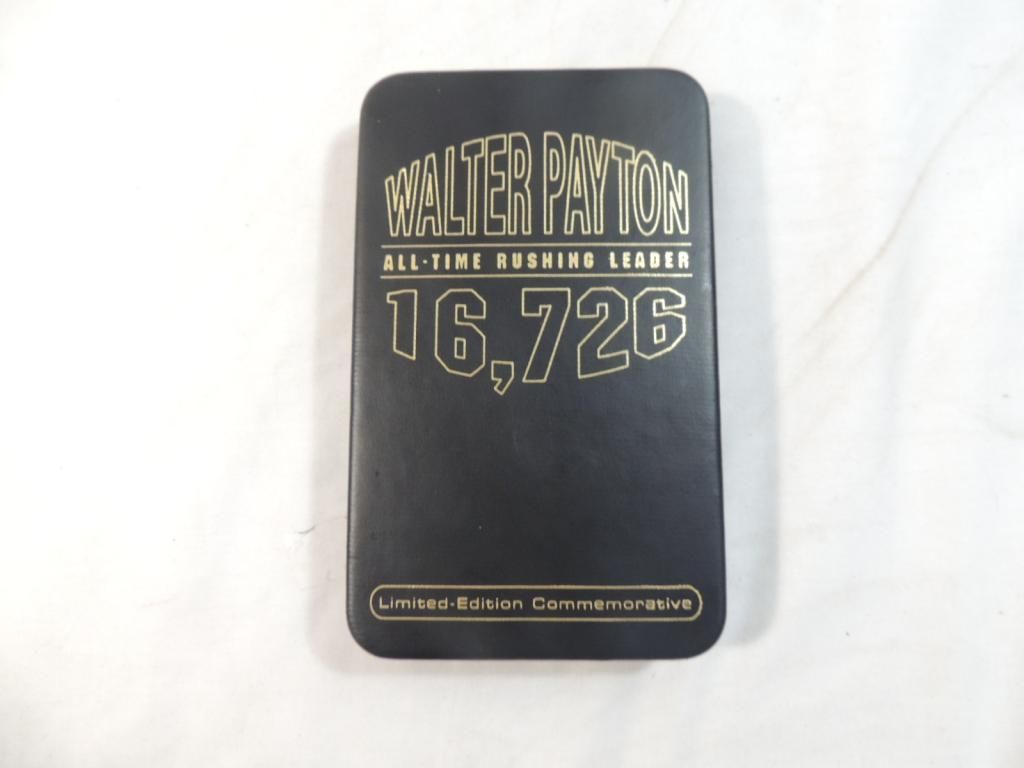 WALTER PAYTON
ALL-TIME RUSHING LEADER
16,726
Limited-Edition Commemorative